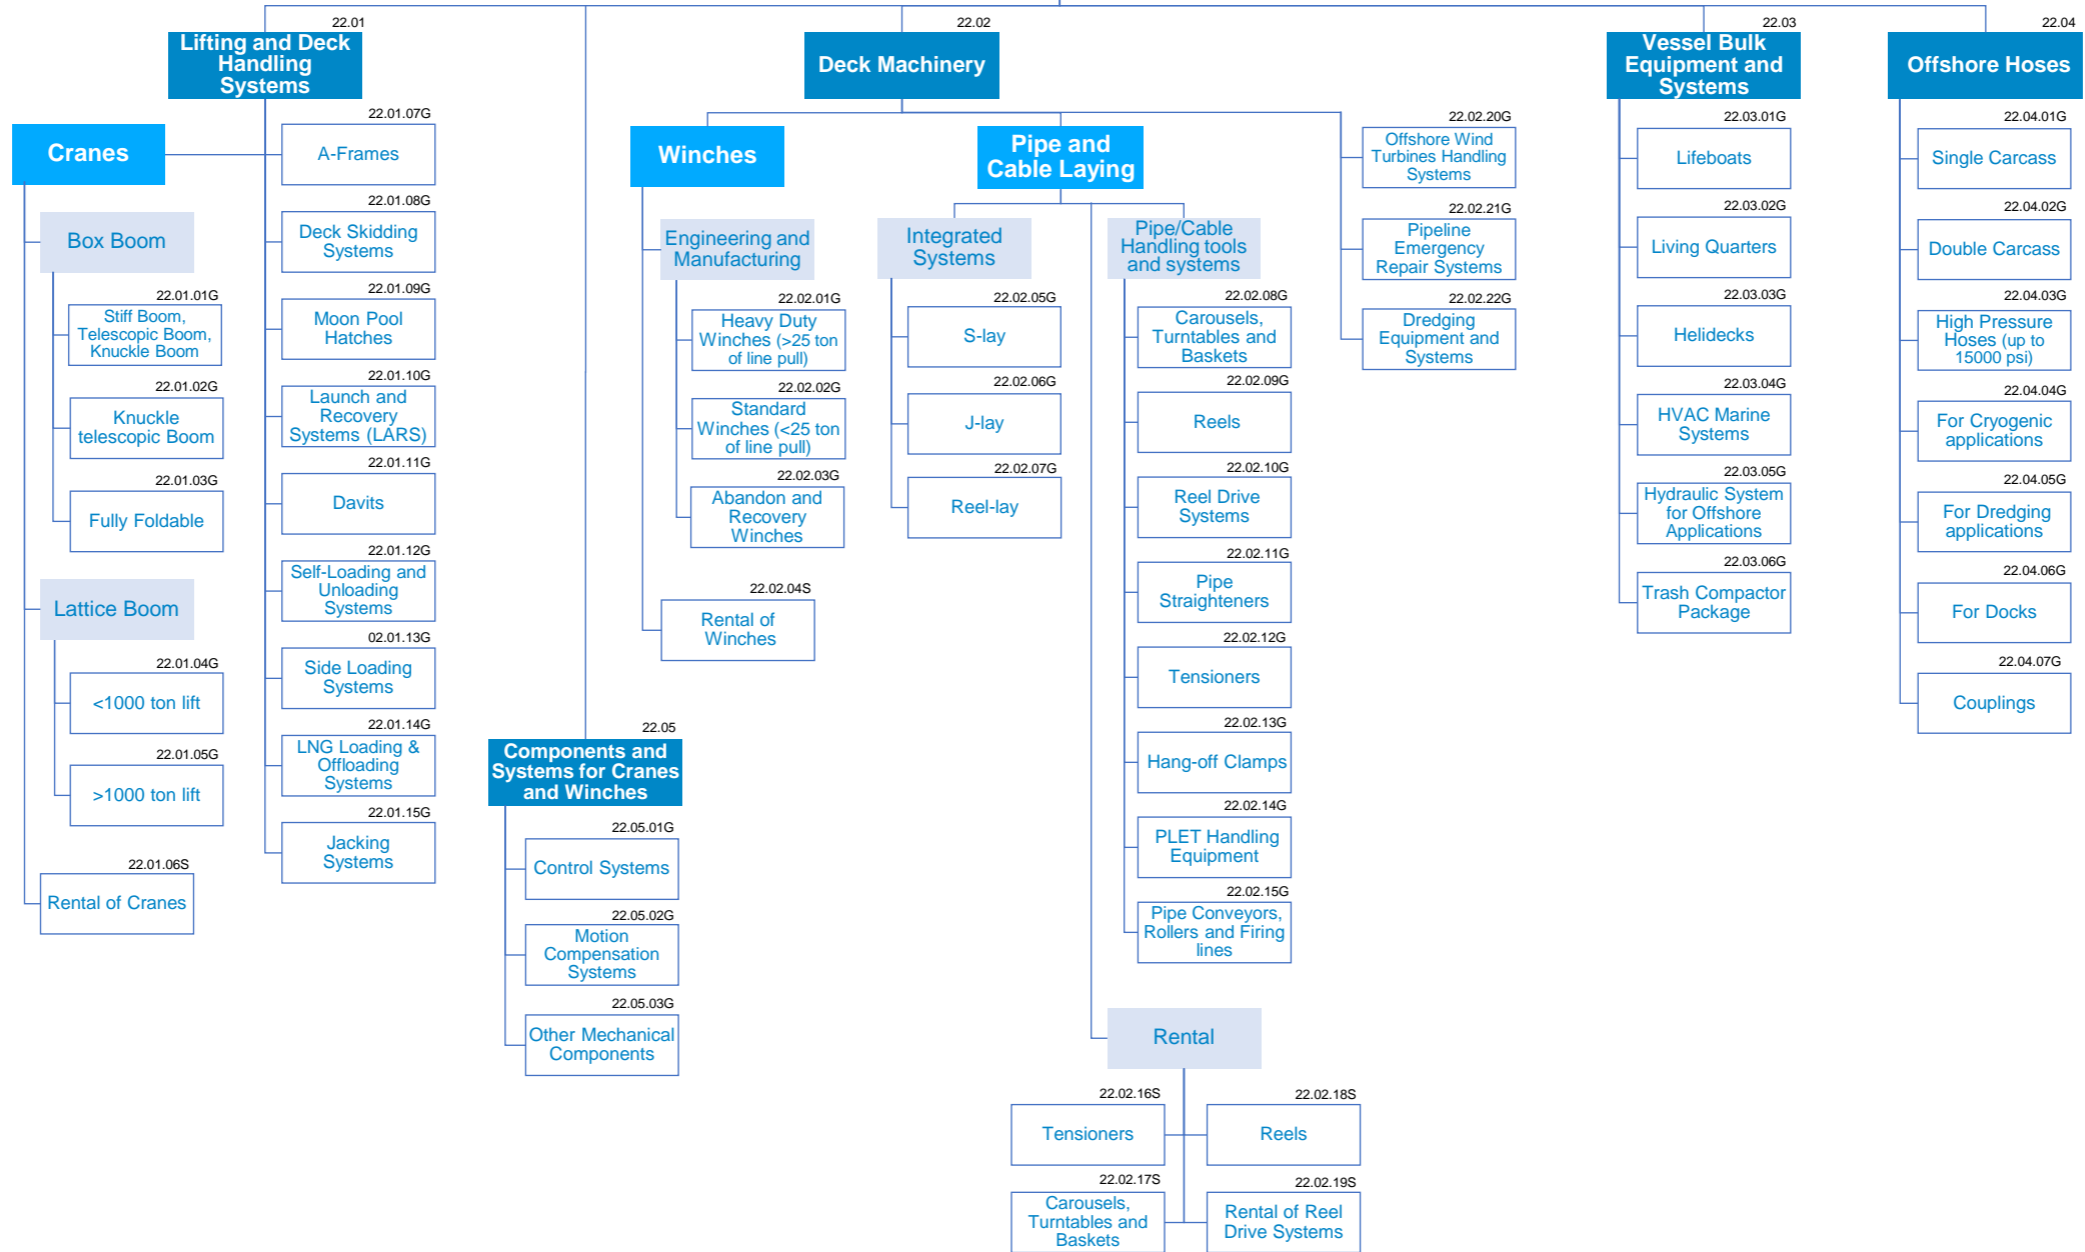 22.01
Lifting and Deck
Handling
Systems
Cranes
Box Boom
22.01.01G
Stiff Boom,
Telescopic Boom,
Knuckle Boom
22.01.02G
Knuckle
telescopic Boom
22.01.03G
Fully Foldable
Lattice Boom
22.01.04G
<1000 ton lift
22.01.05G
>1000 ton lift
22.01.06S
Rental of Cranes
22.01.07G
A-Frames
22.01.08G
Deck Skidding
Systems
22.01.09G
Moon Pool
Hatches
22.01.10G
Launch and
Recovery
Systems (LARS)
22.01.11G
Davits
22.01.12G
Self-Loading and
Unloading
Systems
02.01.13G
Side Loading
Systems
22.01.14G
LNG Loading &
Offloading
Systems
22.01.15G
Jacking
Systems
22.05
Components and
Systems for Cranes
and Winches
22.05.01G
Control Systems
22.05.02G
Motion
Compensation
Systems
22.05.03G
Other Mechanical
Components
22.02
Deck Machinery
Winches
Engineering and
Manufacturing
22.02.01G
Heavy Duty
Winches (>25 ton
of line pull)
22.02.02G
Standard
Winches (<25 ton
of line pull)
22.02.03G
Abandon and
Recovery
Winches
22.02.04S
Rental of
Winches
Pipe and
Cable Laying
Integrated
Systems
22.02.05G
S-lay
22.02.06G
J-lay
22.02.07G
Reel-lay
Pipe/Cable
Handling tools
and systems
22.02.08G
Carousels,
Turntables and
Baskets
22.02.09G
Reels
22.02.10G
Reel Drive
Systems
22.02.11G
Pipe
Straighteners
22.02.12G
Tensioners
22.02.13G
Hang-off Clamps
22.02.14G
PLET Handling
Equipment
22.02.15G
Pipe Conveyors,
Rollers and Firing
lines
Rental
22.02.16S
Tensioners
22.02.17S
Carousels,
Turntables and
Baskets
22.02.18S
Reels
22.02.19S
Rental of Reel
Drive Systems
22.02.20G
Offshore Wind
Turbines Handling
Systems
22.02.21G
Pipeline
Emergency
Repair Systems
22.02.22G
Dredging
Equipment and
Systems
22.03
Vessel Bulk
Equipment and
Systems
22.03.01G
Lifeboats
22.03.02G
Living Quarters
22.03.03G
Helidecks
22.03.04G
HVAC Marine
Systems
22.03.05G
Hydraulic System
for Offshore
Applications
22.03.06G
Trash Compactor
Package
22.04
Offshore Hoses
22.04.01G
Single Carcass
22.04.02G
Double Carcass
22.04.03G
High Pressure
Hoses (up to
15000 psi)
22.04.04G
For Cryogenic
applications
22.04.05G
For Dredging
applications
22.04.06G
For Docks
22.04.07G
Couplings